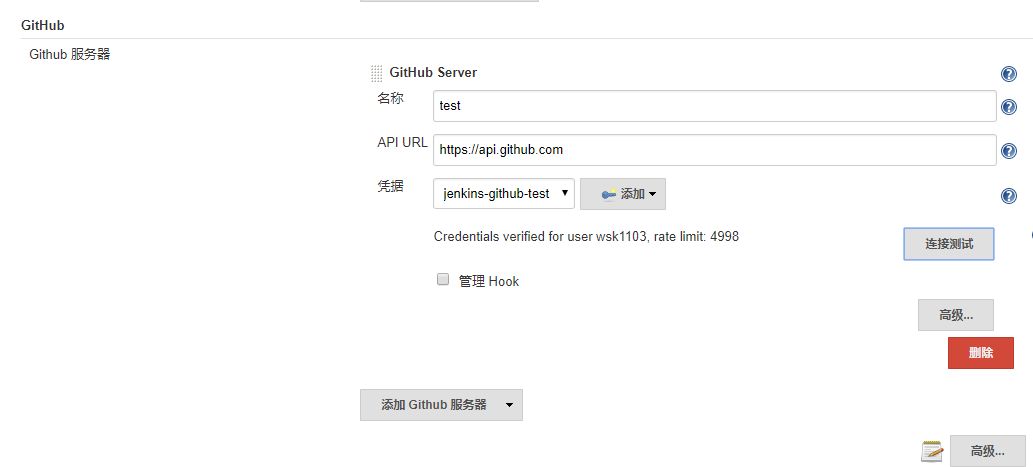 GitHub
Github 服务器
GitHub Server
名称
test
API URL
https://api.github.com
凭据
jenkins-github-test
添加
Credentials verified for user wsk1103, rate limit: 4998
连接测试
管理 Hook
高级...
删除
添加 Github 服务器
高级...